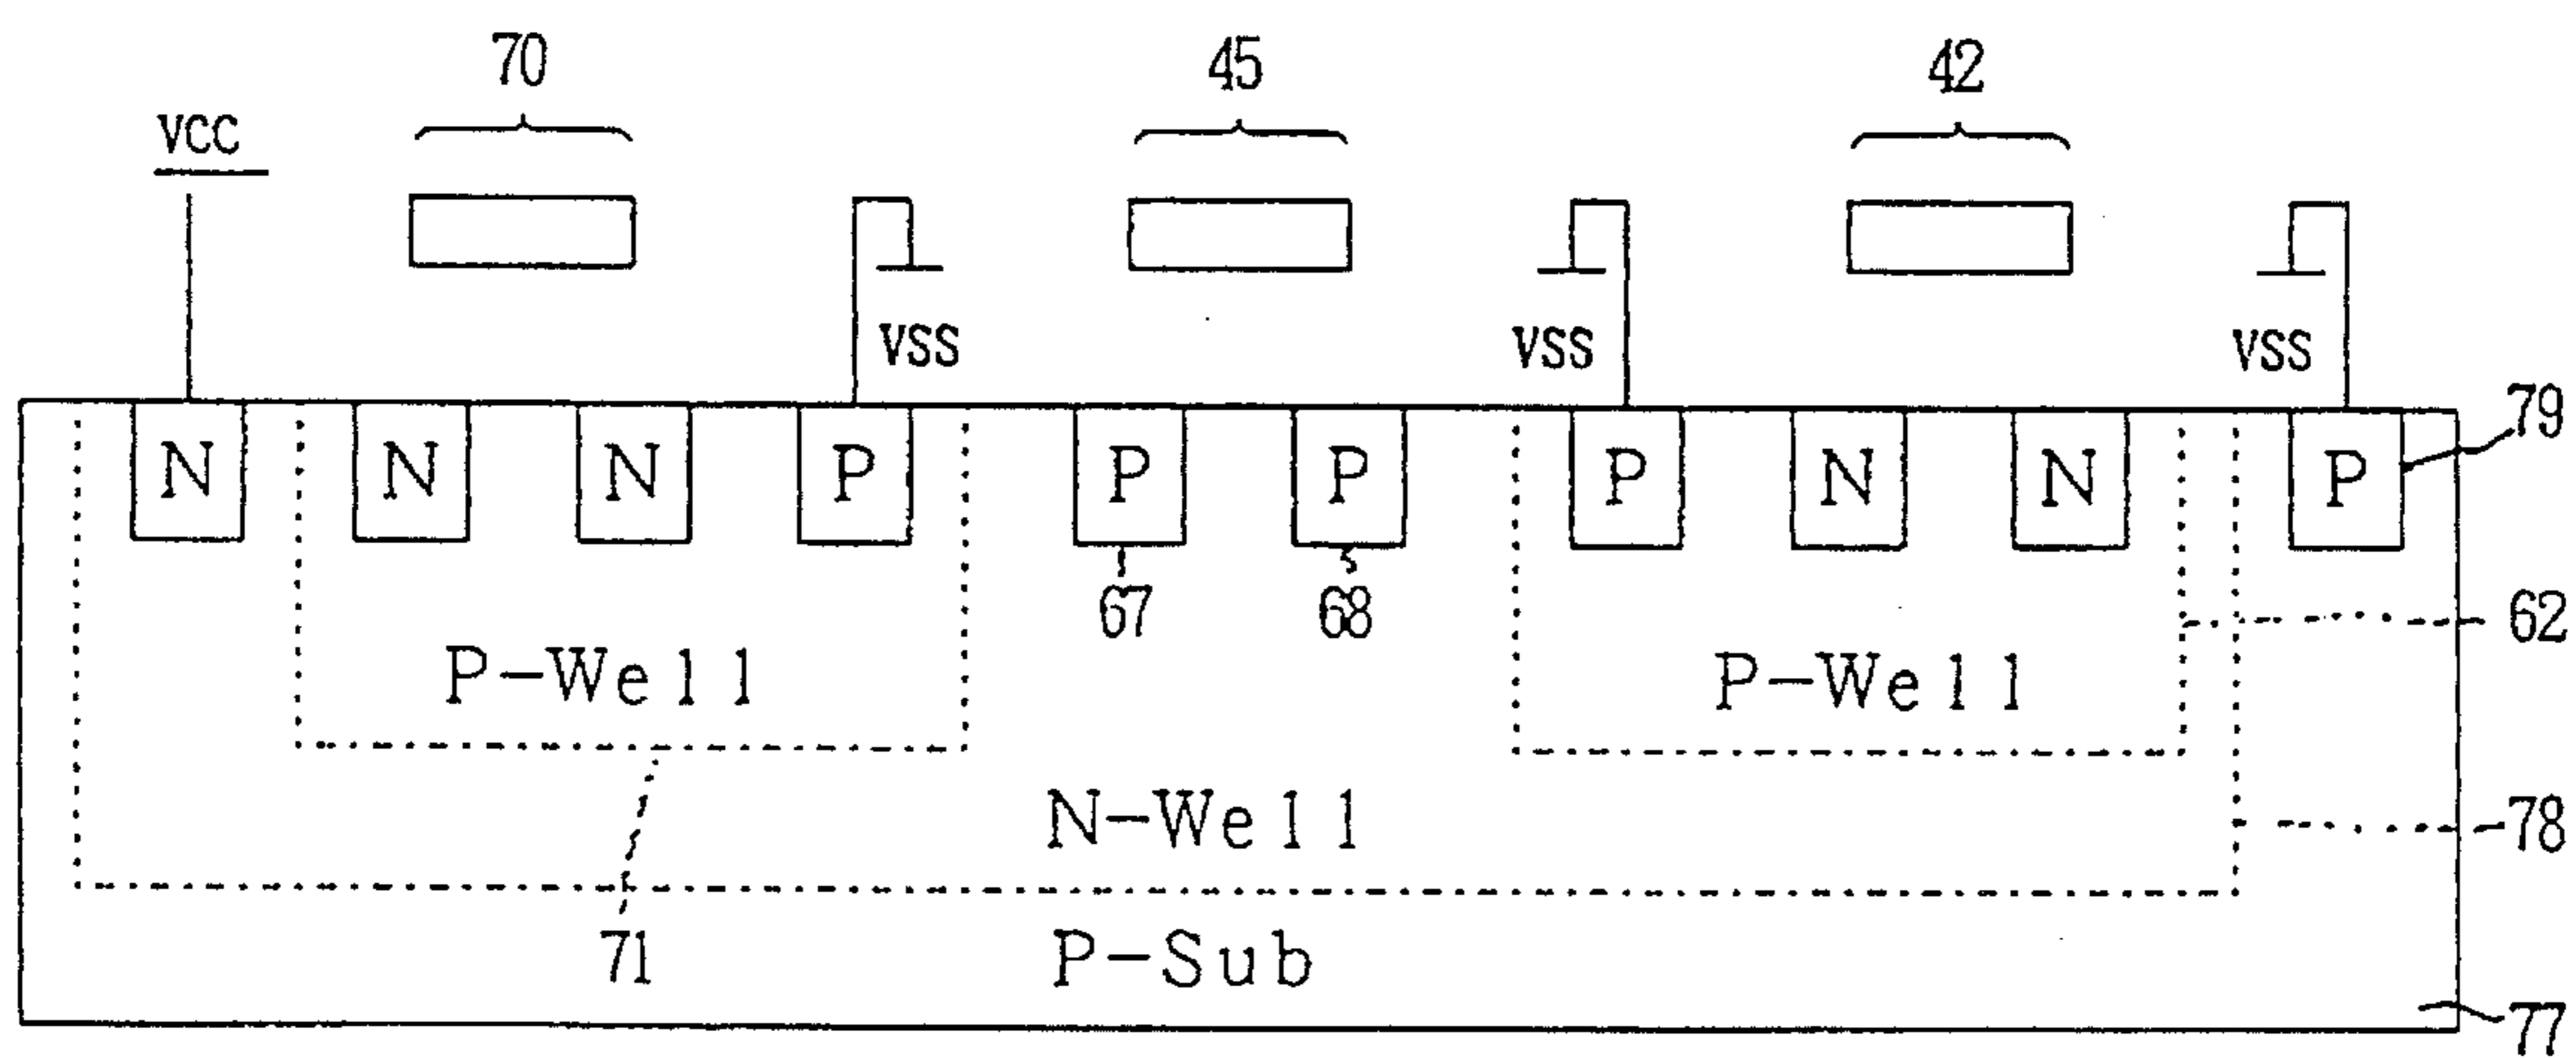 70 45 42
VCC
VSS VSS VSS
N N N P P P P N N P 79
67 68 62
P-Well P-Well
N-Well 78
71 P-Sub
77